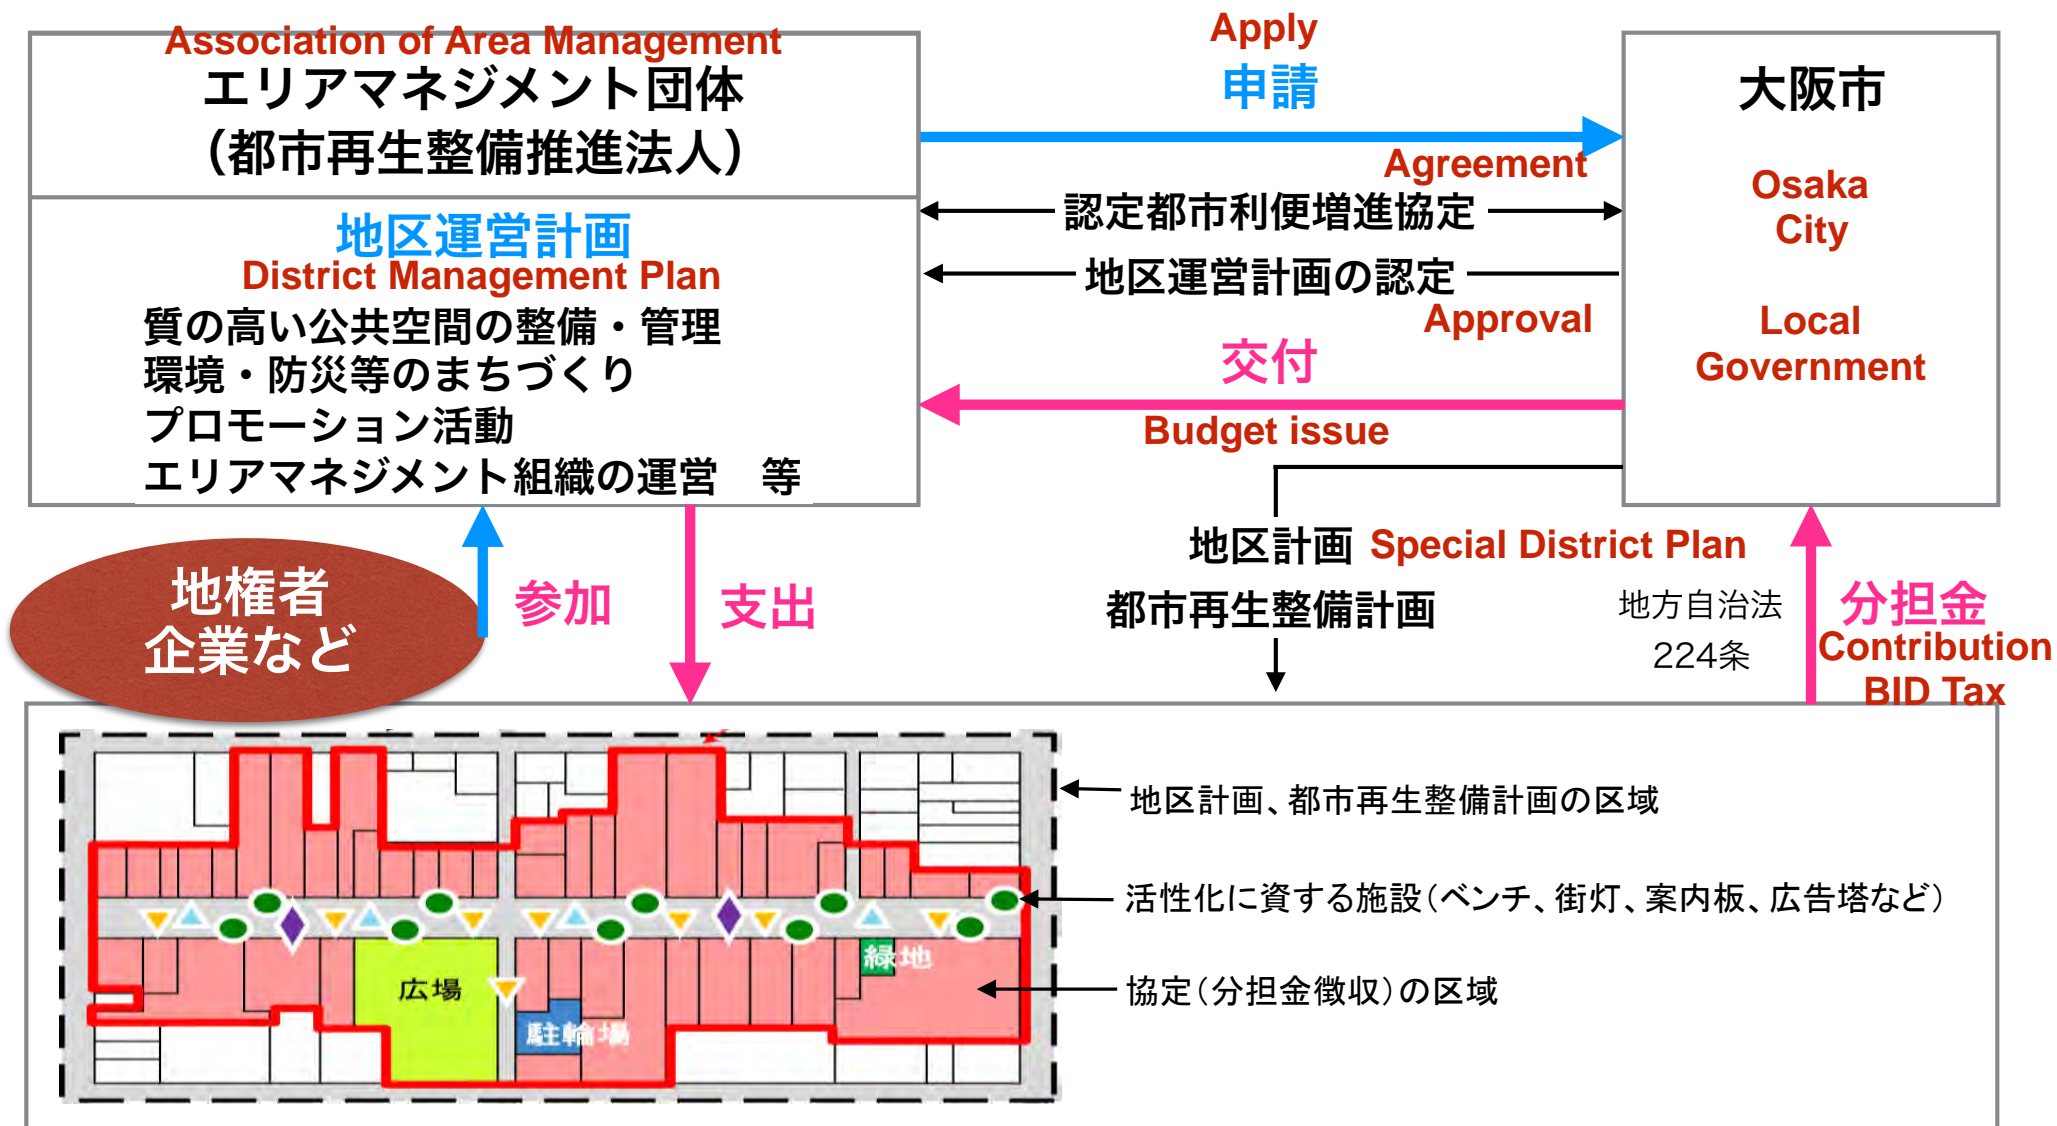 Association of Area Management
エリアマネジメント団体
（都市再生整備推進法人）
地区運営計画
District Management Plan
質の高い公共空間の整備・管理
環境・防災等のまちづくり
プロモーション活動
エリアマネジメント組織の運営　等
Apply
申請
Agreement
認定都市利便増進協定
地区運営計画の認定
Approval
交付
Budget issue
大阪市
Osaka
City
Local
Government
地権者
企業など
参加
支出
地区計画 Special District Plan
都市再生整備計画
地方自治法
224条
分担金
Contribution
BID Tax
地区計画、都市再生整備計画の区域
活性化に資する施設（ベンチ、街灯、案内板、広告塔など）
協定（分担金徴収）の区域
緑地
広場
駐輪場